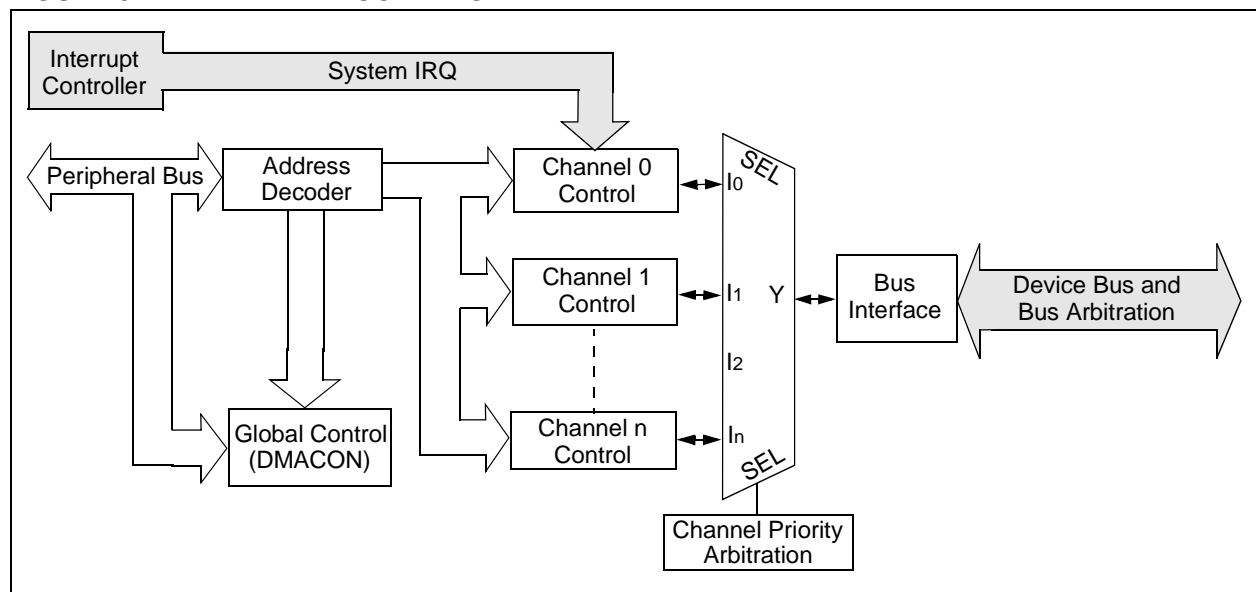 Interrupt
Controller
System IRQ
Peripheral Bus
Address
Decoder
Channel 0
Control
I0
SEL
Channel 1
Control
I1
Y
Bus
Interface
Device Bus and
Bus Arbitration
I2
Global Control
(DMACON)
Channel n
Control
In
SEL
Channel Priority
Arbitration